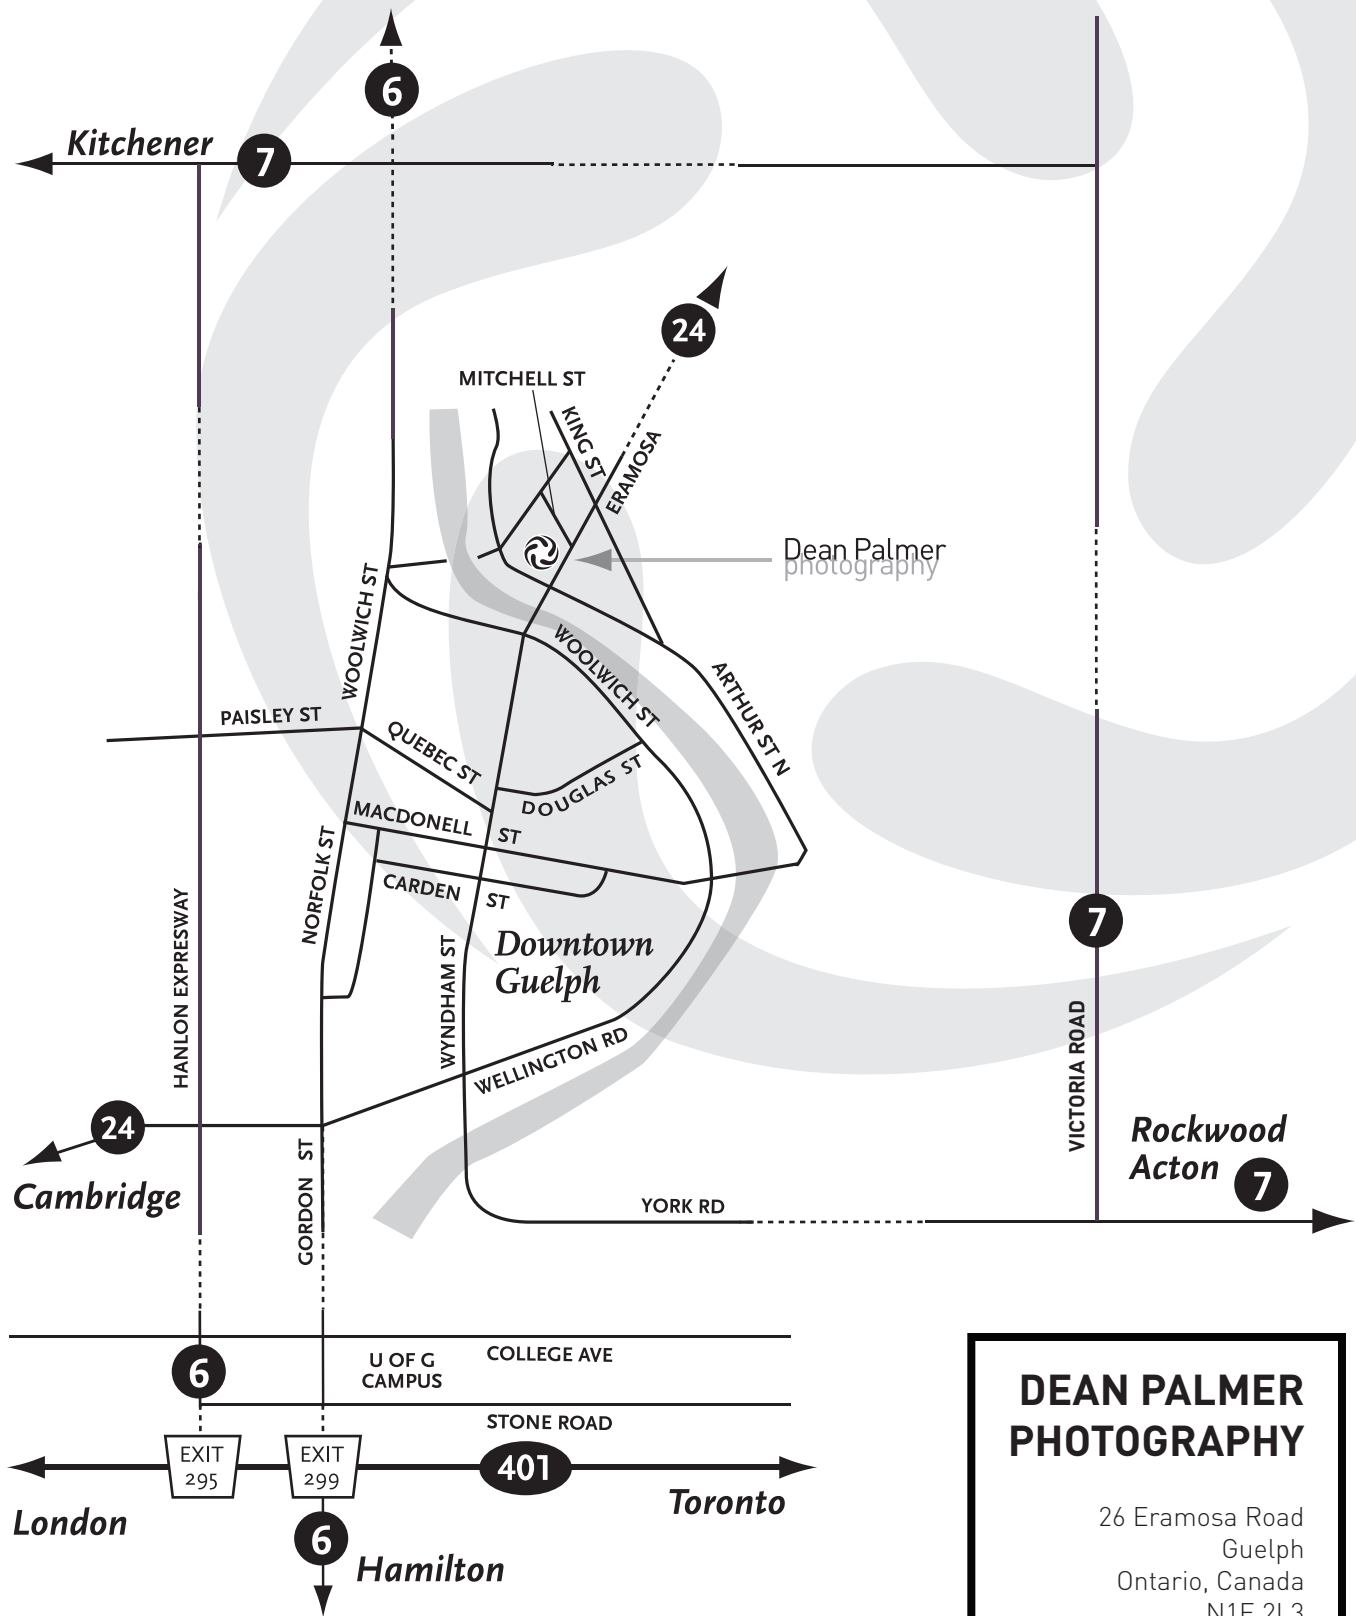 6
Kitchener
7
24
MITCHELL ST
KING ST
ERAMOSA
Dean Palmer
photography
WOOLWICH ST
WOOLWICH ST
ARTHUR ST N
PAISLEY ST
QUEBEC ST
DOUGLAS ST
MACDONELL ST
NORFOLK ST
CARDEN ST
HANLON EXPRESWAY
7
Downtown
Guelph
WYNDHAM ST
WELLINGTON RD
VICTORIA ROAD
24
Cambridge
Rockwood
Acton
7
GORDON ST
YORK RD
6
U OF G
CAMPUS
COLLEGE AVE
STONE ROAD
EXIT
295
EXIT
299
401
London
Toronto
6
Hamilton
DEAN PALMER
PHOTOGRAPHY
26 Eramosa Road
Guelph
Ontario, Canada
N1E 2L3